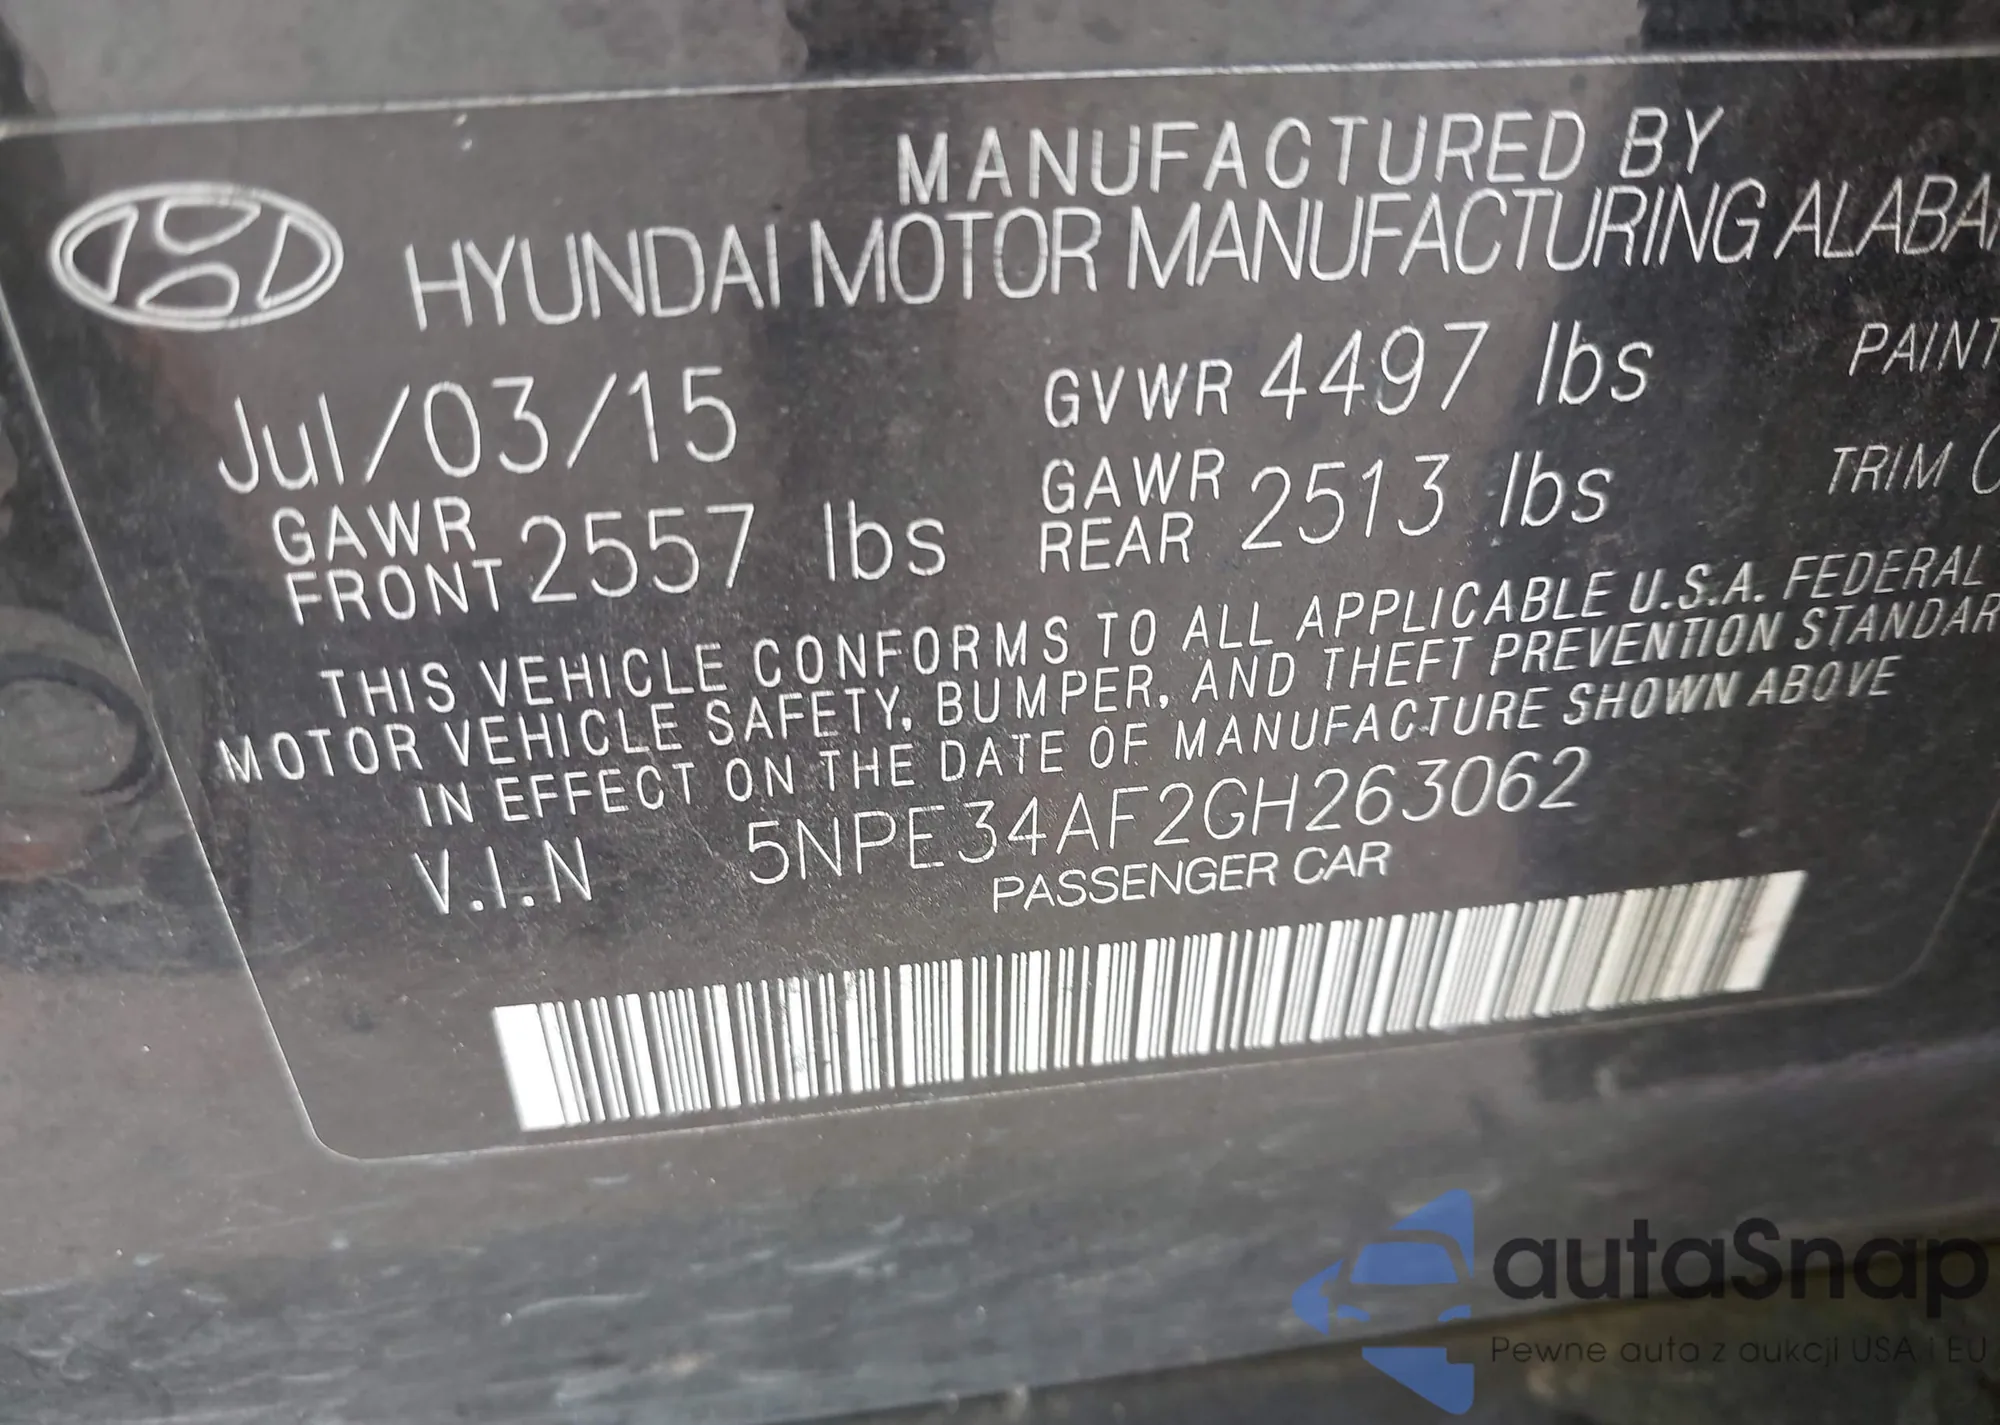 MANUFACTURED BY
HYUNDAI MOTOR MANUFACTURING ALABA
Jul/03/15 GVWR 4497 lbs PAINT
GAWR FRONT 2557 lbs GAWR REAR 2513 lbs TRIM
THIS VEHICLE CONFORMS TO ALL APPLICABLE U.S.A. FEDERAL
MOTOR VEHICLE SAFETY, BUMPER, AND THEFT PREVENTION STANDAR
IN EFFECT ON THE DATE OF MANUFACTURE SHOWN ABOVE
V.I.N 5NPE34AF2GH263062
PASSENGER CAR
autaSnap
Pewne auta z aukcji USA i EU